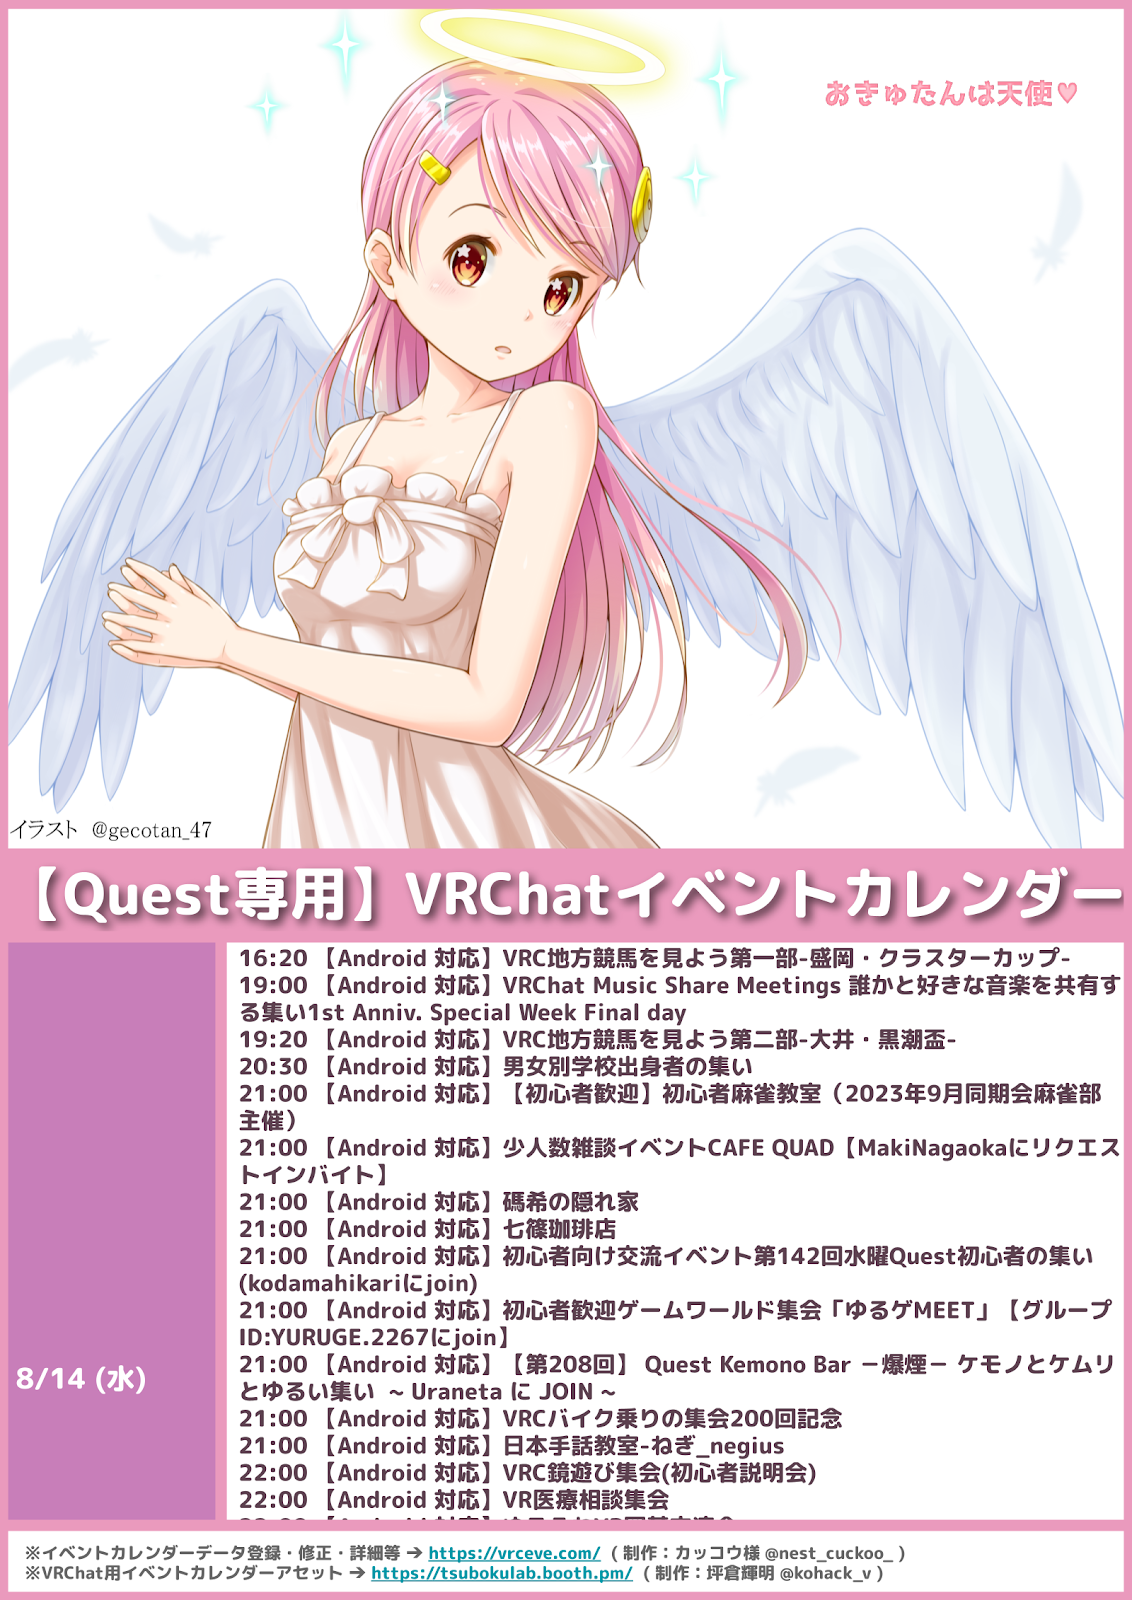 おきゅたんは天使♥
イラスト @gecotan_47
【Quest専用】VRChatイベントカレンダー
8/14 (水)
16:20 【Android 対応】VRC地方競馬を見よう第一部-盛岡・クラスターカップ-
19:00 【Android 対応】VRChat Music Share Meetings 誰かと好きな音楽を共有す
る集い1st Anniv. Special Week Final day
19:20 【Android 対応】VRC地方競馬を見よう第二部-大井・黒潮盃-
20:30 【Android 対応】男女別学校出身者の集い
21:00 【Android 対応】【初心者歓迎】初心者麻雀教室（2023年9月同期会麻雀部
主催）
21:00 【Android 対応】少人数雑談イベントCAFE QUAD【MakiNagaokaにリクエス
トインバイト】
21:00 【Android 対応】碼希の隠れ家
21:00 【Android 対応】七篠珈琲店
21:00 【Android 対応】初心者向け交流イベント第142回水曜Quest初心者の集い
(kodamahikariにjoin)
21:00 【Android 対応】初心者歓迎ゲームワールド集会「ゆるゲMEET」【グループ
ID:YURUGE.2267にjoin】
21:00 【Android 対応】【第208回】 Quest Kemono Bar －爆煙－ ケモノとケムリ
とゆるい集い ～Uraneta に JOIN～
21:00 【Android 対応】VRCバイク乗りの集会200回記念
21:00 【Android 対応】日本手話教室-ねぎ_negius
22:00 【Android 対応】VRC鏡遊び集会(初心者説明会)
22:00 【Android 対応】VR医療相談集会
※イベントカレンダーデータ登録・修正・詳細等 → https://vrceve.com/ ( 制作：カッコウ様 @nest_cuckoo_ )
※VRChat用イベントカレンダーアセット → https://tsubokulab.booth.pm/ ( 制作：坪倉輝明 @kohack_v )